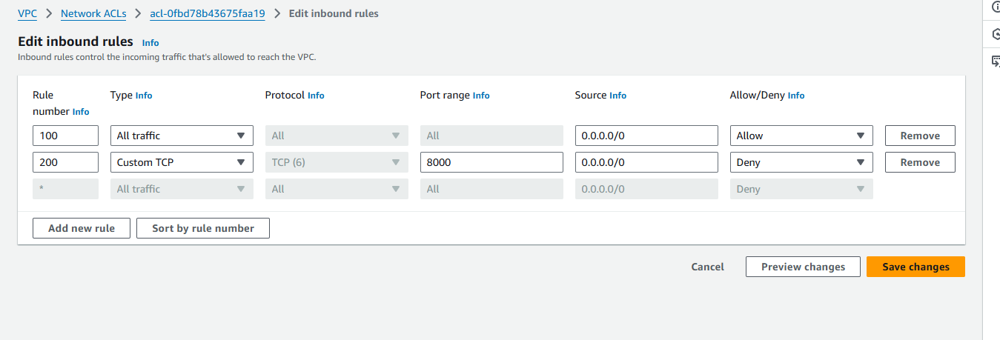 VPC > Network ACLs > acl-0fbd78b43675faa19 > Edit inbound rules
Edit inbound rules Info
Inbound rules control the incoming traffic that's allowed to reach the VPC.
Rule number Info Type Info Protocol Info Port range Info Source Info Allow/Deny Info
100 All traffic All All 0.0.0.0/0 Allow Remove
200 Custom TCP TCP (6) 8000 0.0.0.0/0 Deny Remove
* All traffic All All 0.0.0.0/0 Deny
Add new rule Sort by rule number
Cancel Preview changes Save changes